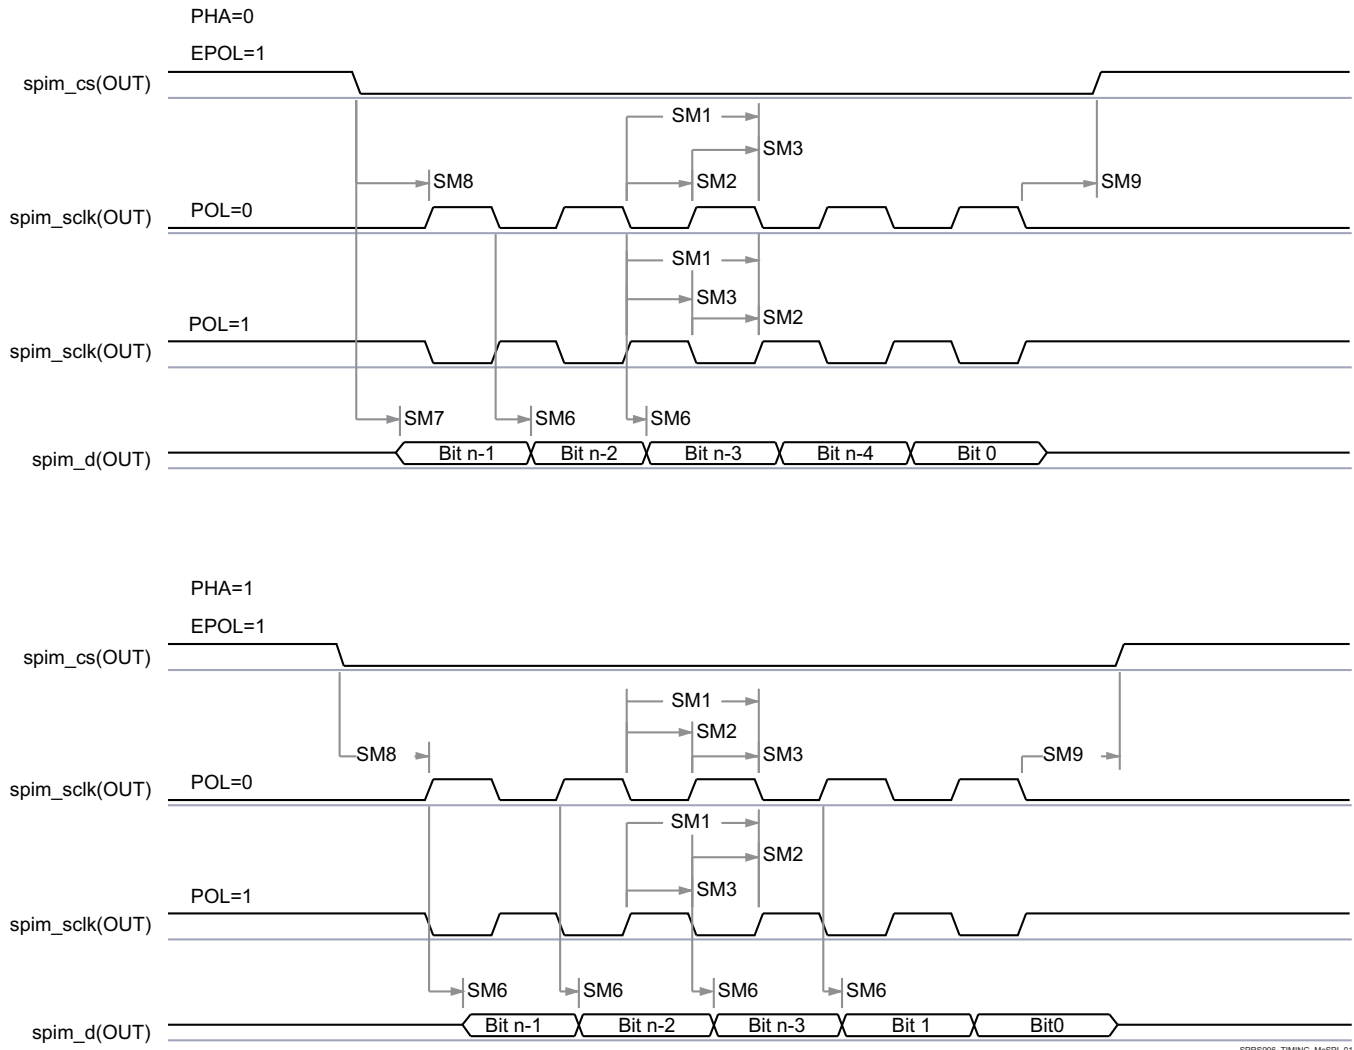 PHA=0
EPOL=1
spim_cs(OUT)
SM1
SM3
SM8
SM2
SM9
POL=0
spim_sclk(OUT)
SM1
SM3
SM2
POL=1
spim_sclk(OUT)
SM7
SM6
SM6
spim_d(OUT)
Bit n-1
Bit n-2
Bit n-3
Bit n-4
Bit 0
PHA=1
EPOL=1
spim_cs(OUT)
SM1
SM2
SM8
SM3
SM9
POL=0
spim_sclk(OUT)
SM1
SM2
SM3
POL=1
spim_sclk(OUT)
SM6
SM6
SM6
SM6
spim_d(OUT)
Bit n-1
Bit n-2
Bit n-3
Bit 1
Bit0